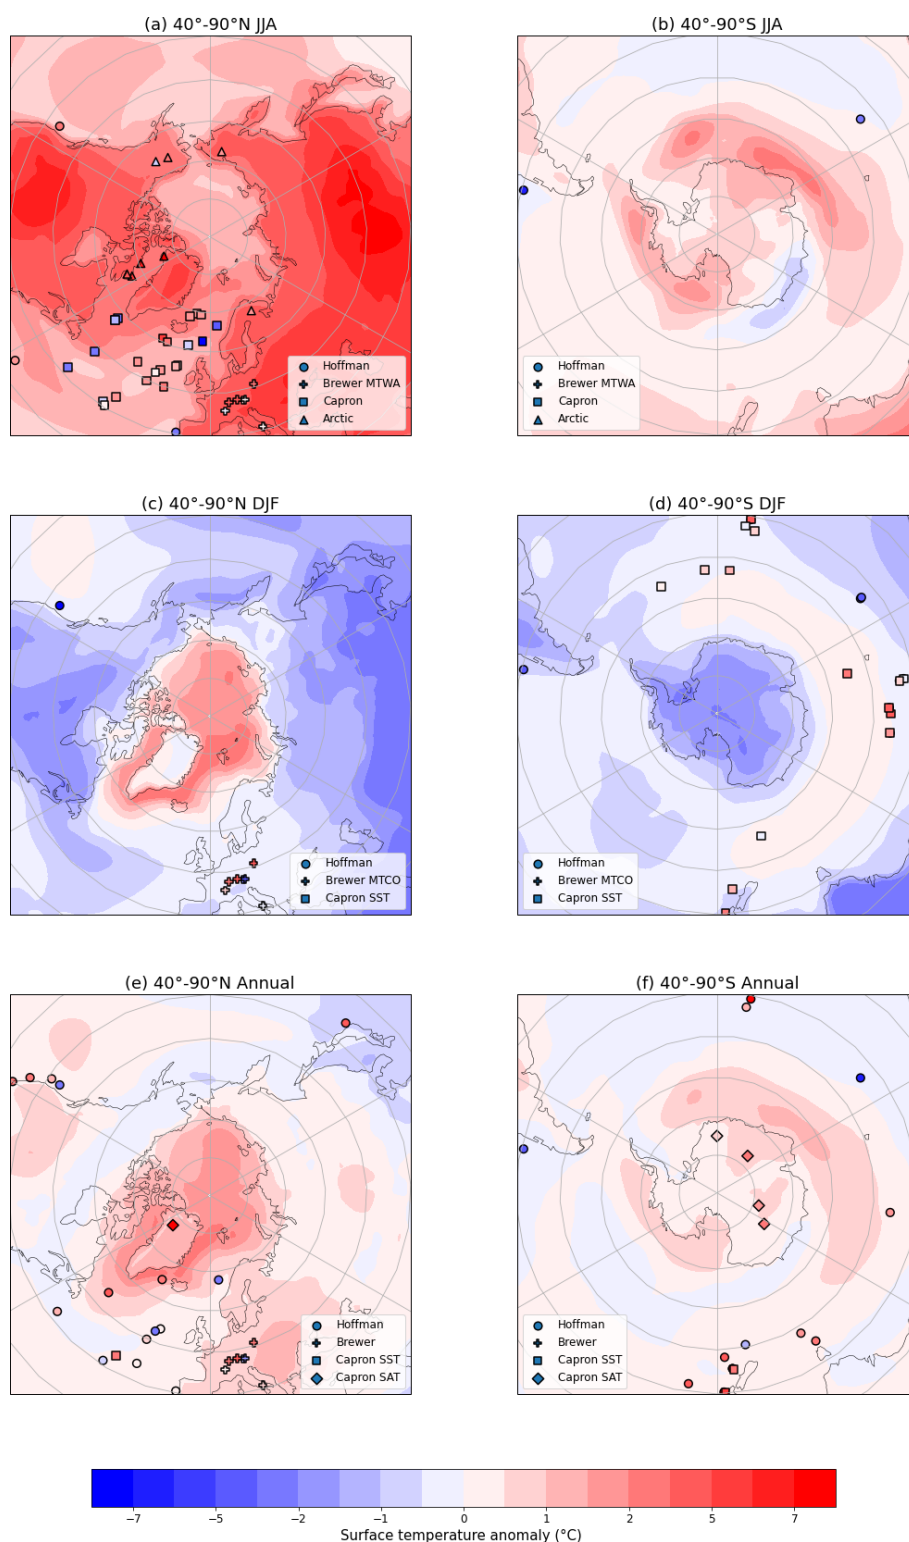 (a) 40°-90°N JJA
(b) 40°-90°S JJA
Hoffman
Brewer MTWA
Capron
Arctic
Hoffman
Brewer MTWA
Capron
Arctic
(c) 40°-90°N DJF
(d) 40°-90°S DJF
Hoffman
Brewer MTCO
Capron SST
Hoffman
Brewer MTCO
Capron SST
(e) 40°-90°N Annual
(f) 40°-90°S Annual
Hoffman
Brewer
Capron SST
Capron SAT
Hoffman
Brewer
Capron SST
Capron SAT
−7 −5 −2 −1 0 1 2 5 7
Surface temperature anomaly (°C)